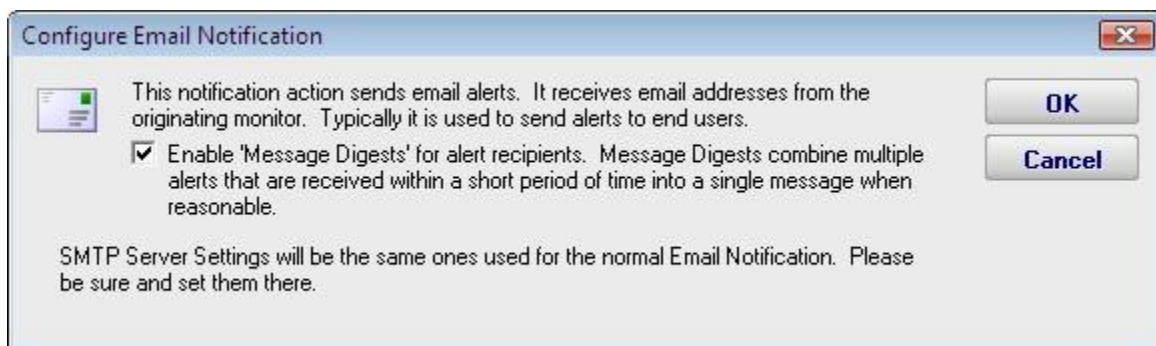 Configure Email Notification
This notification action sends email alerts.  It receives email addresses from the
originating monitor.  Typically it is used to send alerts to end users.
OK
Enable 'Message Digests' for alert recipients.  Message Digests combine multiple
alerts that are received within a short period of time into a single message when
reasonable.
Cancel
SMTP Server Settings will be the same ones used for the normal Email Notification.  Please
be sure and set them there.